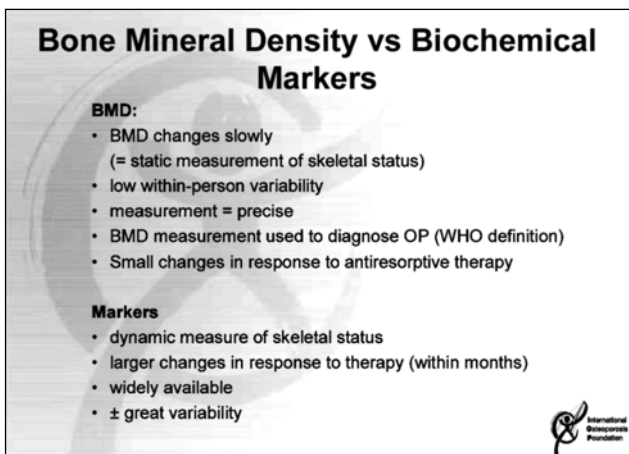 Bone Mineral Density vs Biochemical
Markers
BMD:
• BMD changes slowly
(= static measurement of skeletal status)
• low within-person variability
• measurement = precise
• BMD measurement used to diagnose OP (WHO definition)
• Small changes in response to antiresorptive therapy
Markers
• dynamic measure of skeletal status
• larger changes in response to therapy (within months)
• widely available
• ± great variability
International
Osteoporosis
Foundation